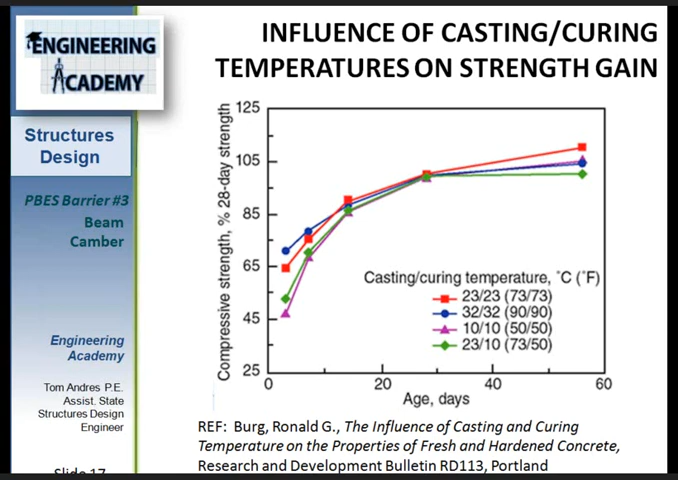 ENGINEERING
ACADEMY
INFLUENCE OF CASTING/CURING
TEMPERATURES ON STRENGTH GAIN
Structures
Design
PBES Barrier #3
Beam
Camber
Engineering
Academy
Tom Andres P.E.
Assist. State
Structures Design
Engineer
Slide 17
Compressive strength, % 28-day strength
125
105
85
65
45
25
0
20
40
60
Age, days
Casting/curing temperature, ˚C (˚F)
23/23 (73/73)
32/32 (90/90)
10/10 (50/50)
23/10 (73/50)
REF: Burg, Ronald G., The Influence of Casting and Curing
Temperature on the Properties of Fresh and Hardened Concrete,
Research and Development Bulletin RD113, Portland